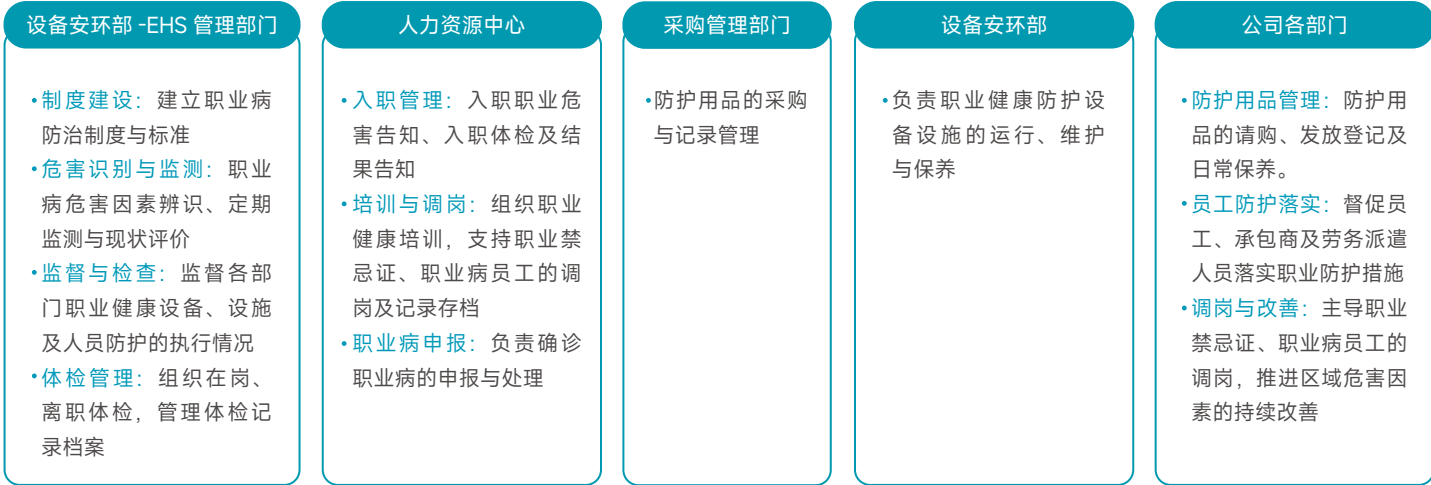 设备安环部 -EHS 管理部门
•制度建设：建立职业病
防治制度与标准
•危害识别与监测：职业
病危害因素辨识、定期
监测与现状评价
•监督与检查：监督各部
门职业健康设备、设施
及人员防护的执行情况
•体检管理：组织在岗、
离职体检，管理体检记
录档案
人力资源中心
•入职管理：入职职业危
害告知、入职体检及结
果告知
•培训与调岗：组织职业
健康培训，支持职业禁
忌证、职业病员工的调
岗及记录存档
•职业病申报：负责确诊
职业病的申报与处理
采购管理部门
•防护用品的采购
与记录管理
设备安环部
•负责职业健康防护设
备设施的运行、维护
与保养
公司各部门
•防护用品管理：防护用
品的请购、发放登记及
日常保养。
•员工防护落实：督促员
工、承包商及劳务派遣
人员落实职业防护措施
•调岗与改善：主导职业
禁忌证、职业病员工的
调岗，推进区域危害因
素的持续改善